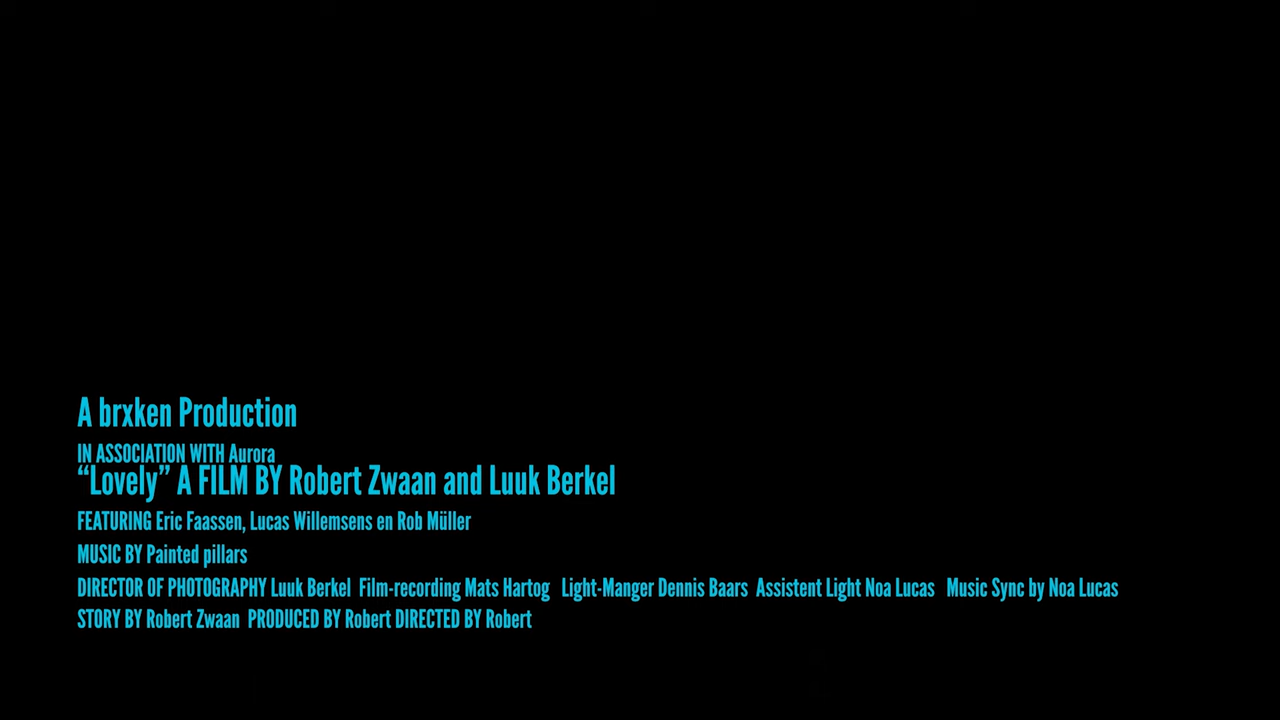 A brxken Production
IN ASSOCIATION WITH Aurora
“Lovely” A FILM BY Robert Zwaan and Luuk Berkel
FEATURING Eric Faassen, Lucas Willemsens en Rob Müller
MUSIC BY Painted pillars
DIRECTOR OF PHOTOGRAPHY Luuk Berkel Film-recording Mats Hartog Light-Manger Dennis Baars Assistent Light Noa Lucas Music Sync by Noa Lucas
STORY BY Robert Zwaan PRODUCED BY Robert DIRECTED BY Robert